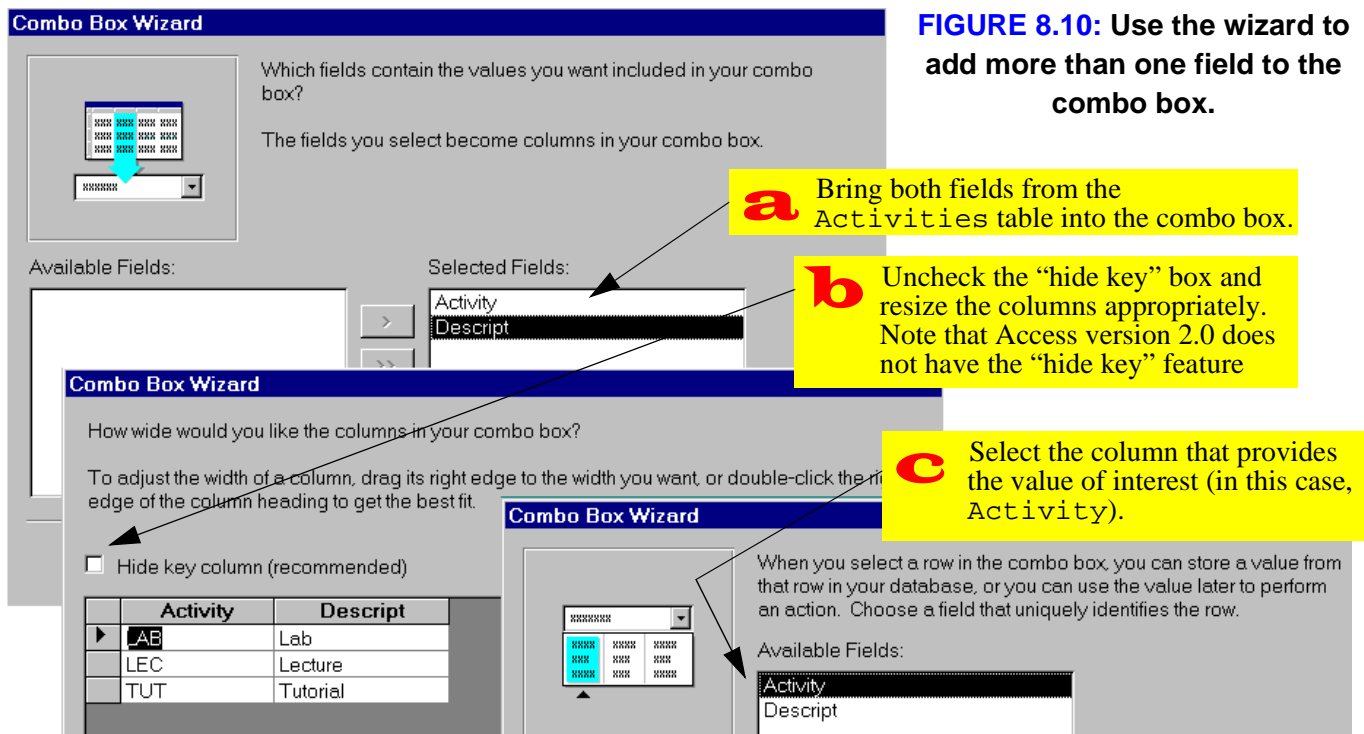 Combo Box Wizard
FIGURE 8.10: Use the wizard to
add more than one field to the
combo box.
Which fields contain the values you want included in your combo
box?
The fields you select become columns in your combo box.
a Bring both fields from the
Activities table into the combo box.
Available Fields:
Selected Fields:
Activity
Descript
>
>>
b Uncheck the “hide key” box and
resize the columns appropriately.
Note that Access version 2.0 does
not have the “hide key” feature
Combo Box Wizard
How wide would you like the columns in your combo box?
To adjust the width of a column, drag its right edge to the width you want, or double-click the
edge of the column heading to get the best fit.
Hide key column (recommended)
Activity Descript
LAB Lab
LEC Lecture
TUT Tutorial
c Select the column that provides
the value of interest (in this case,
Activity).
Combo Box Wizard
When you select a row in the combo box, you can store a value from
that row in your database, or you can use the value later to perform
an action. Choose a field that uniquely identifies the row.
Available Fields:
Activity
Descript